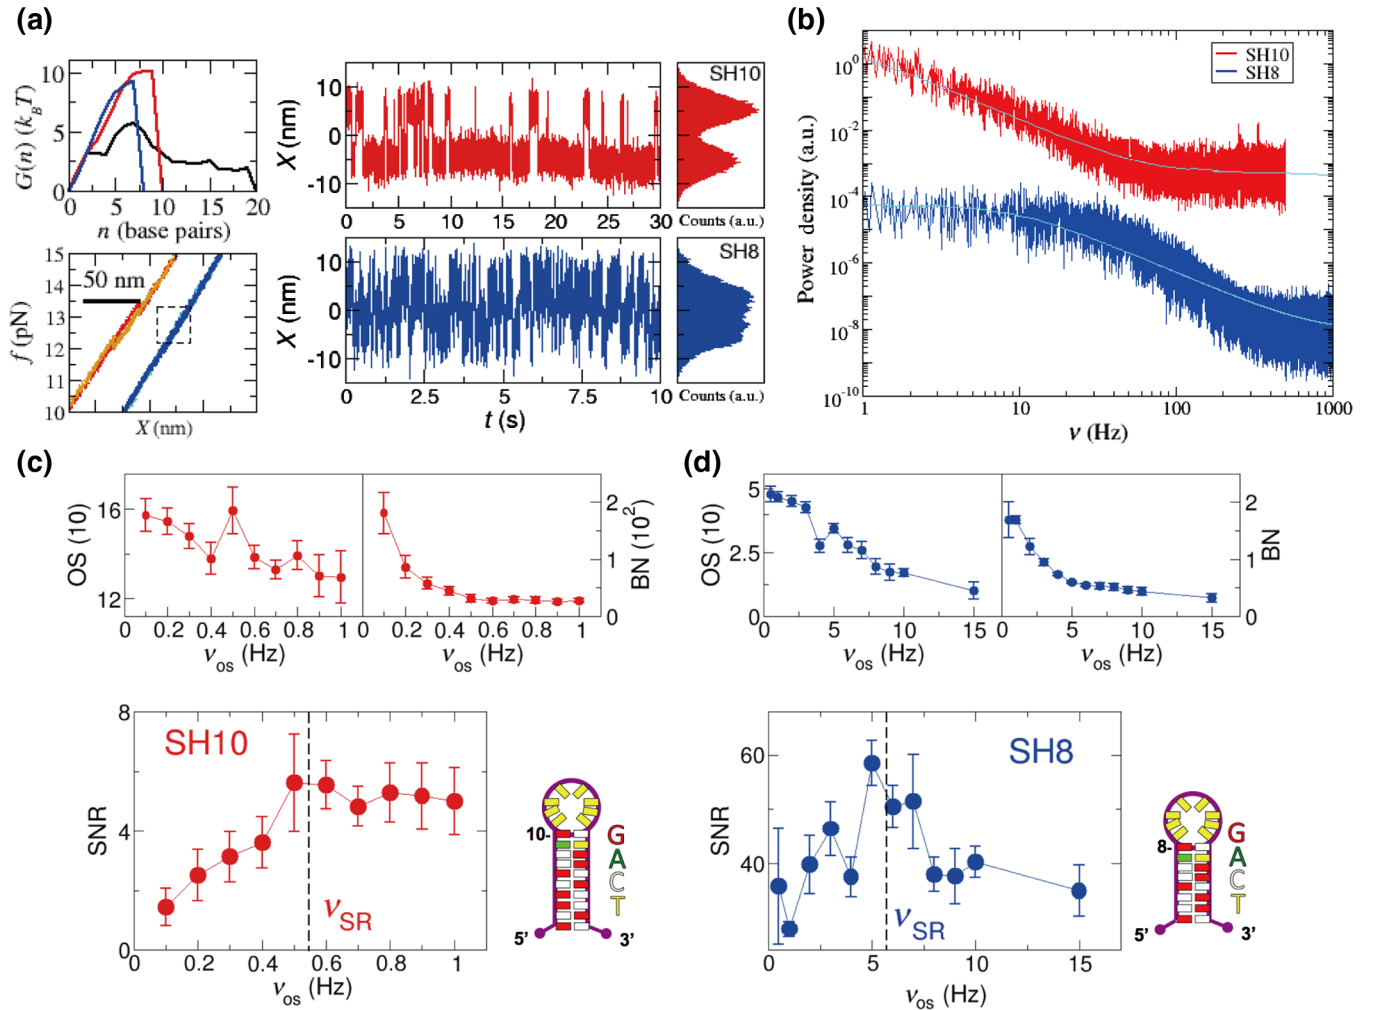 (a)
G(n) (k_B T)
10
5
0
0 5 10 15 20
n (base pairs)
X (nm)
10
0
-10
0 5 10 15 20 25 30
SH10
Counts (a.u.)
f (pN)
15
14
13
12
11
10
50 nm
X (nm)
X (nm)
10
0
-10
0 2.5 5 7.5 10
t (s)
SH8
Counts (a.u.)
(b)
Power density (a.u.)
10^0
10^-2
10^-4
10^-6
10^-8
10^-10
SH10
SH8
1 10 100 1000
ν (Hz)
(c)
OS (10)
16
12
0 0.2 0.4 0.6 0.8 1
ν_os (Hz)
0 0.2 0.4 0.6 0.8 1
ν_os (Hz)
2
1
0
BN (10^2)
SNR
8
4
0
SH10
ν_SR
0 0.2 0.4 0.6 0.8 1
ν_os (Hz)
10-
G
A
C
T
5’ 3’
(d)
OS (10)
5
2.5
0
0 5 10 15
ν_os (Hz)
0 5 10 15
ν_os (Hz)
2
1
0
BN
SNR
60
40
SH8
ν_SR
0 5 10 15
ν_os (Hz)
8-
G
A
C
T
5’ 3’